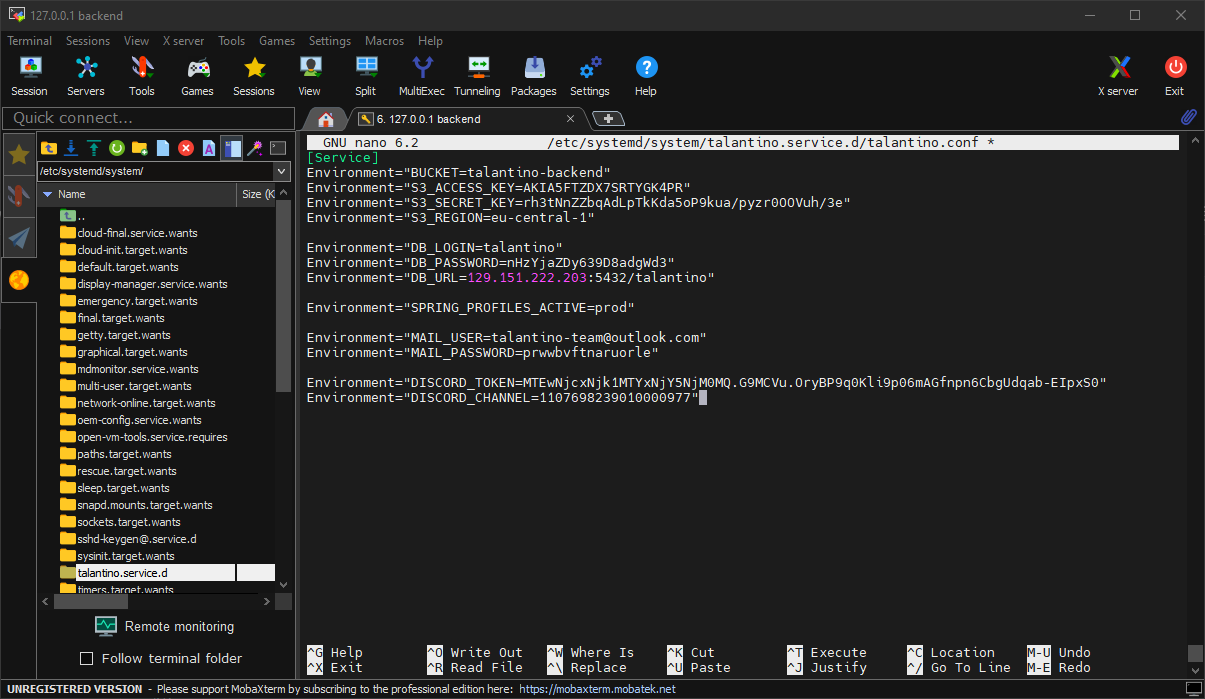 127.0.0.1 backend
Terminal Sessions View X server Tools Games Settings Macros Help
Session Servers Tools Games Sessions View Split MultiExec Tunneling Packages Settings Help X server Exit
Quick connect...
6. 127.0.0.1 backend
/etc/systemd/system/
Name Size (K
..
cloud-final.service.wants
cloud-init.target.wants
default.target.wants
display-manager.service.wants
emergency.target.wants
final.target.wants
getty.target.wants
graphical.target.wants
mdmonitor.service.wants
multi-user.target.wants
network-online.target.wants
oem-config.service.wants
open-vm-tools.service.requires
paths.target.wants
rescue.target.wants
sleep.target.wants
snapd.mounts.target.wants
sockets.target.wants
sshd-keygen@.service.d
sysinit.target.wants
talantino.service.d
timers.target.wants
Remote monitoring
Follow terminal folder
GNU nano 6.2 /etc/systemd/system/talantino.service.d/talantino.conf *
[Service]
Environment="BUCKET=talantino-backend"
Environment="S3_ACCESS_KEY=AKIA5FTZDX7SRTYGK4PR"
Environment="S3_SECRET_KEY=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"
Environment="S3_REGION=eu-central-1"
Environment="DB_LOGIN=talantino"
Environment="DB_PASSWORD=nHzYjaZDy639D8adgWd3"
Environment="DB_URL=129.151.222.203:5432/talantino"
Environment="SPRING_PROFILES_ACTIVE=prod"
Environment="MAIL_USER=talantino-team@outlook.com"
Environment="MAIL_PASSWORD=prwwbvftnaruorle"
Environment="DISCORD_TOKEN=MTEwNjcxNjk1MTYxNjY5NjM0MQ.G9MCVu.OryBP9q0Kli9p06mAGfnpn6CbgUdqab-EIpxS0"
Environment="DISCORD_CHANNEL=1107698239010000977"
^G Help ^O Write Out ^W Where Is ^K Cut ^T Execute ^C Location M-U Undo
^X Exit ^R Read File ^\ Replace ^U Paste ^J Justify ^/ Go To Line M-E Redo
UNREGISTERED VERSION - Please support MobaXterm by subscribing to the professional edition here: https://mobaxterm.mobatek.net